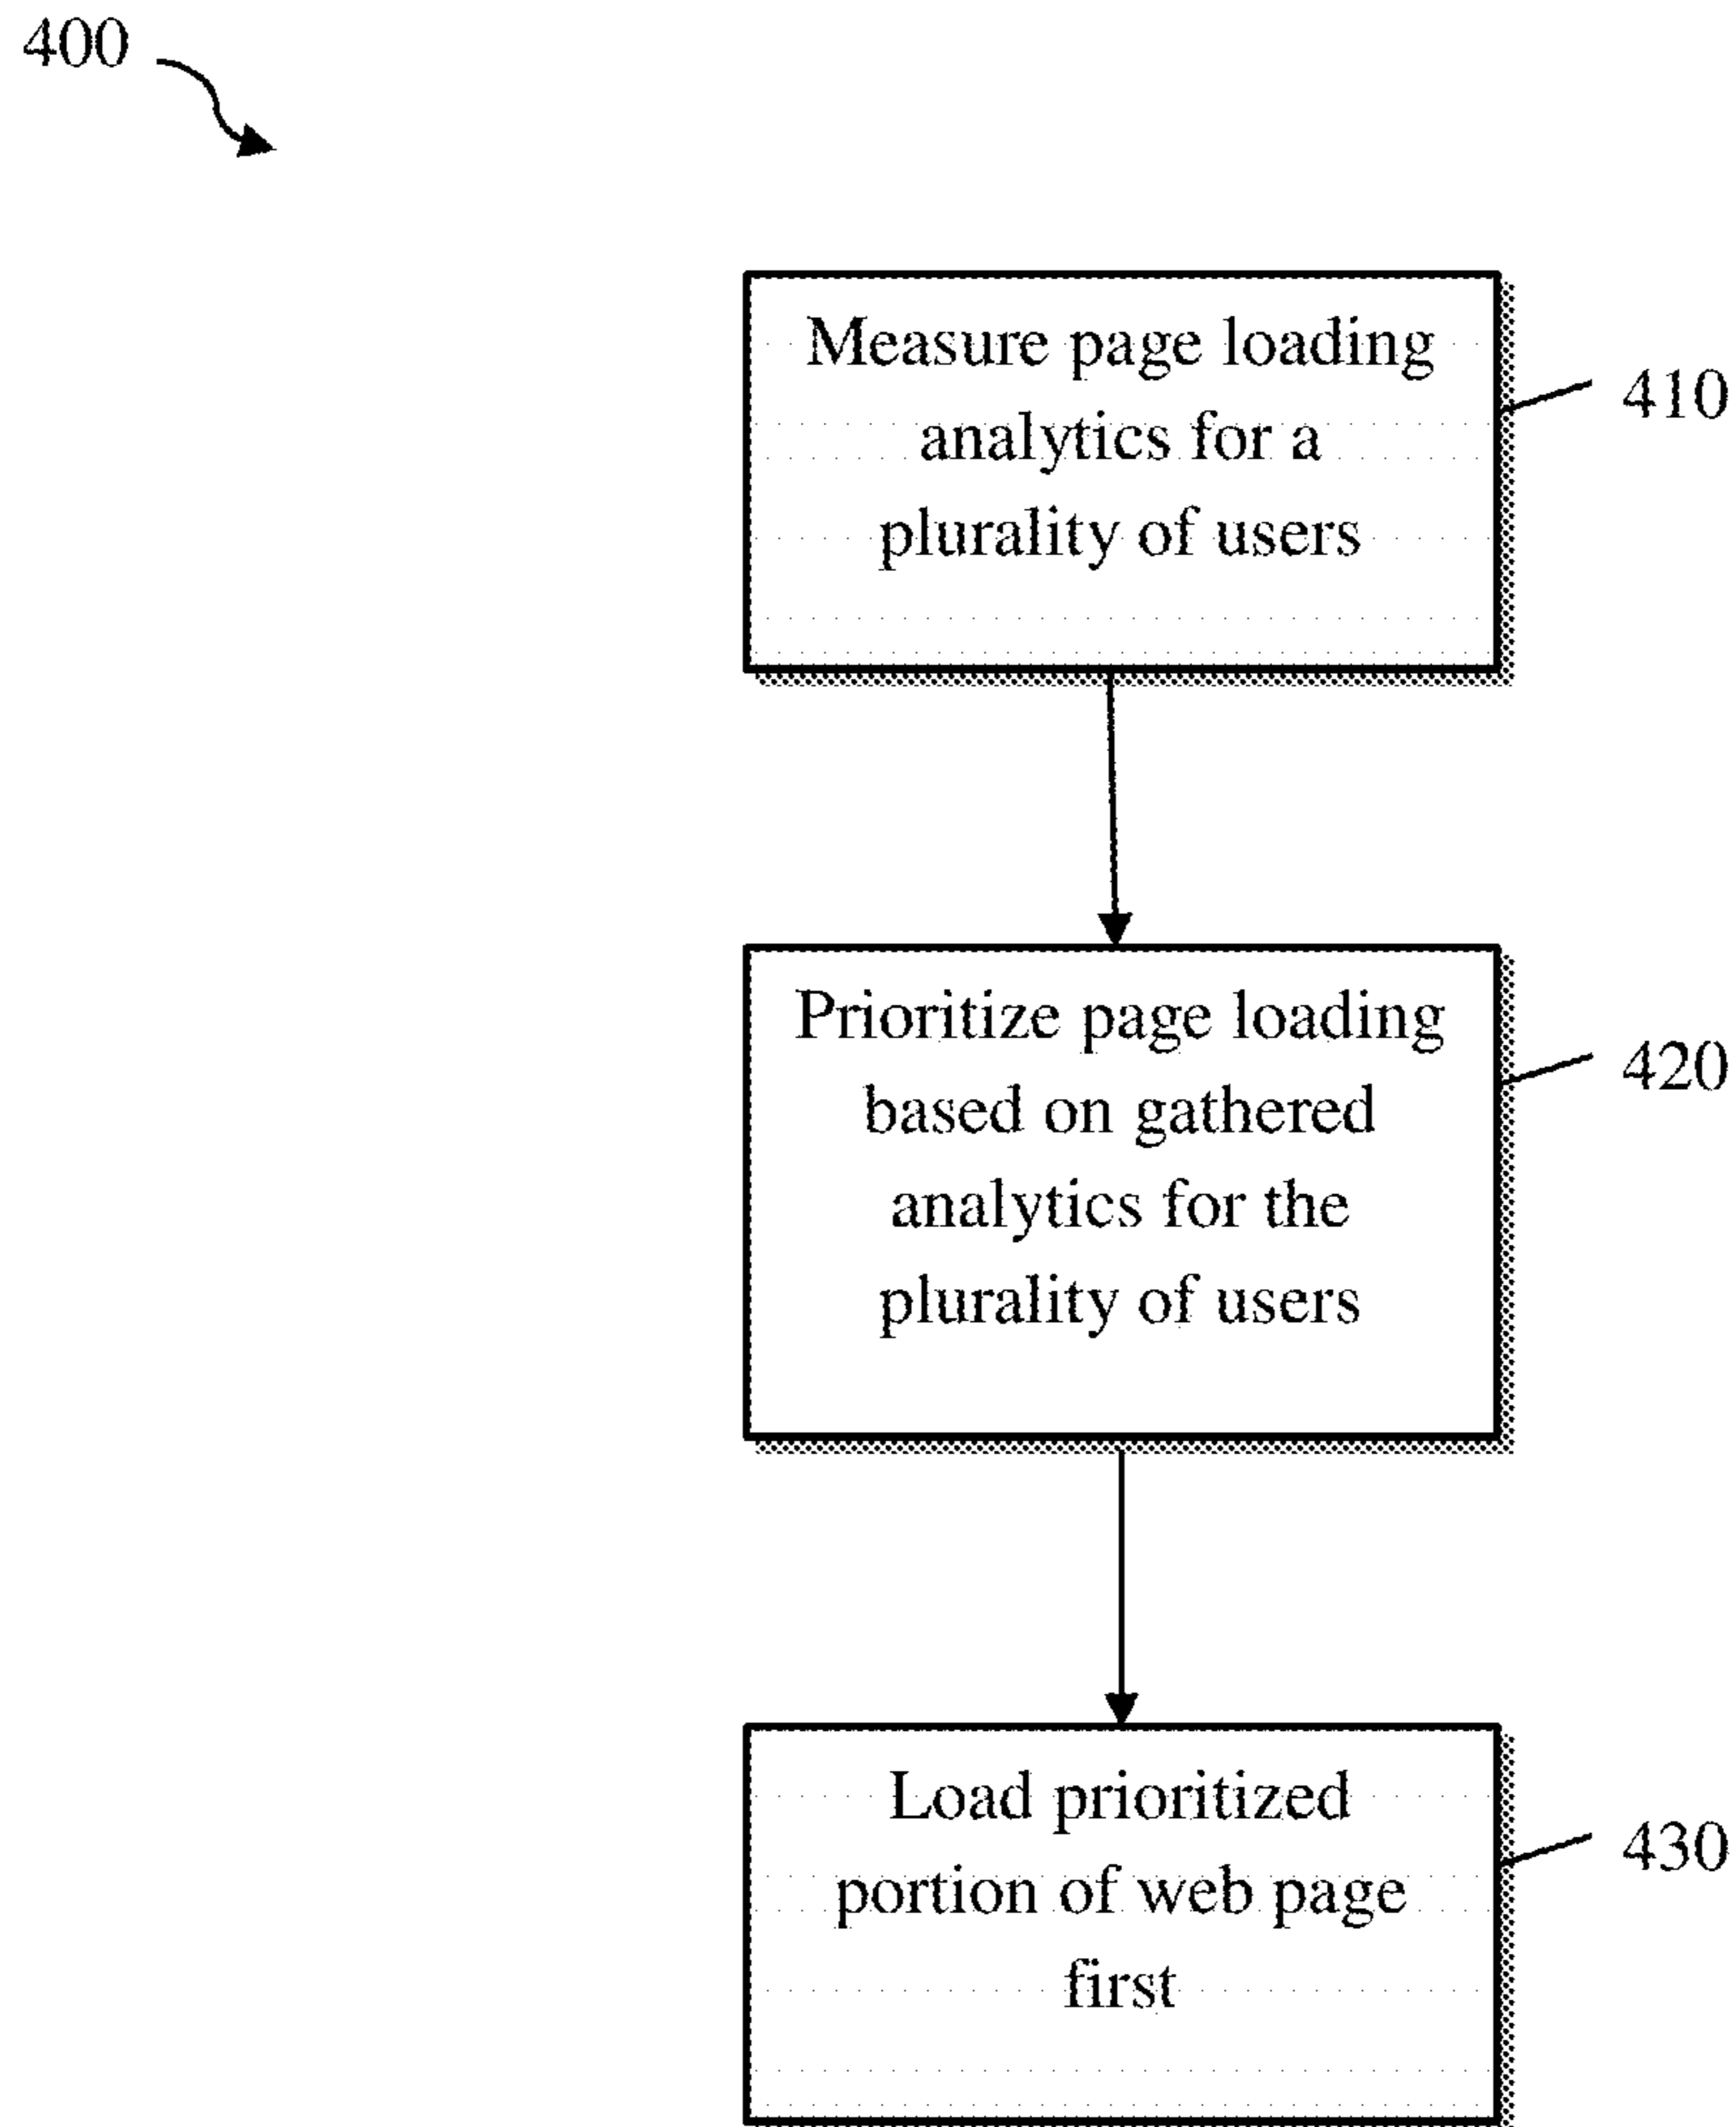 400
Measure page loading
analytics for a
plurality of users
410
Prioritize page loading
based on gathered
analytics for the
plurality of users
420
Load prioritized
portion of web page
first
430